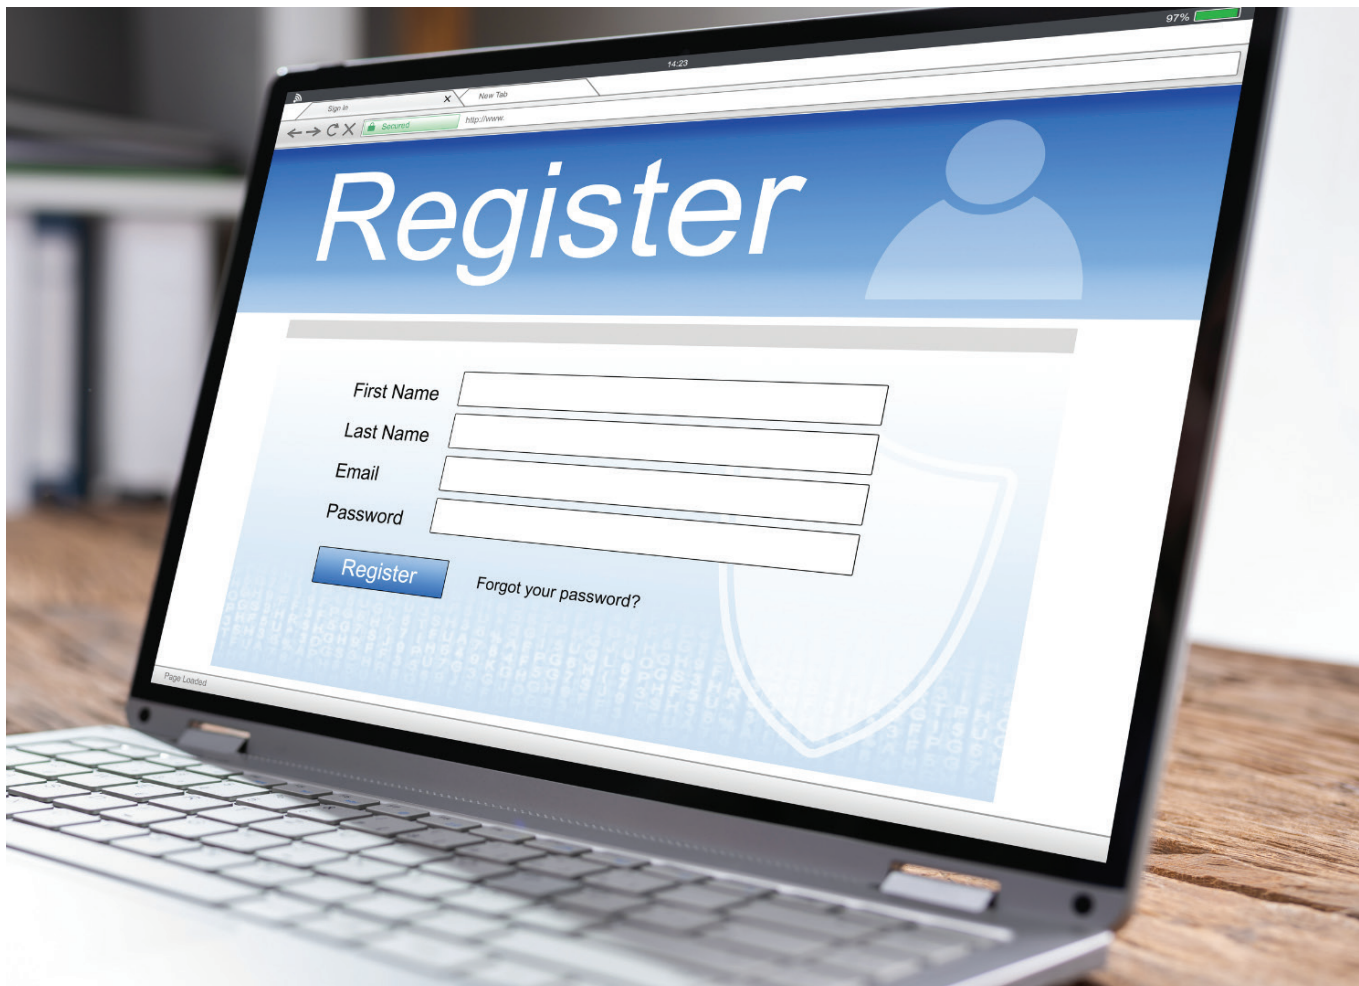 14:23
97%
Sign in
New Tab
Secured
http://www.
Register
First Name
Last Name
Email
Password
Register
Forgot your password?
Page Loaded